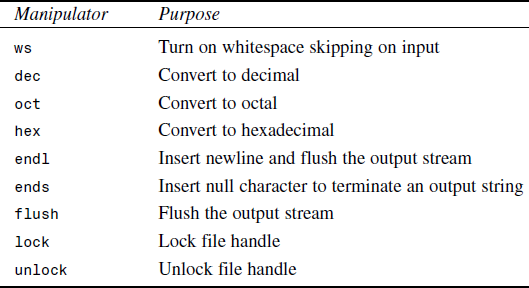 Manipulator Purpose
ws Turn on whitespace skipping on input
dec Convert to decimal
oct Convert to octal
hex Convert to hexadecimal
endl Insert newline and flush the output stream
ends Insert null character to terminate an output string
flush Flush the output stream
lock Lock file handle
unlock Unlock file handle